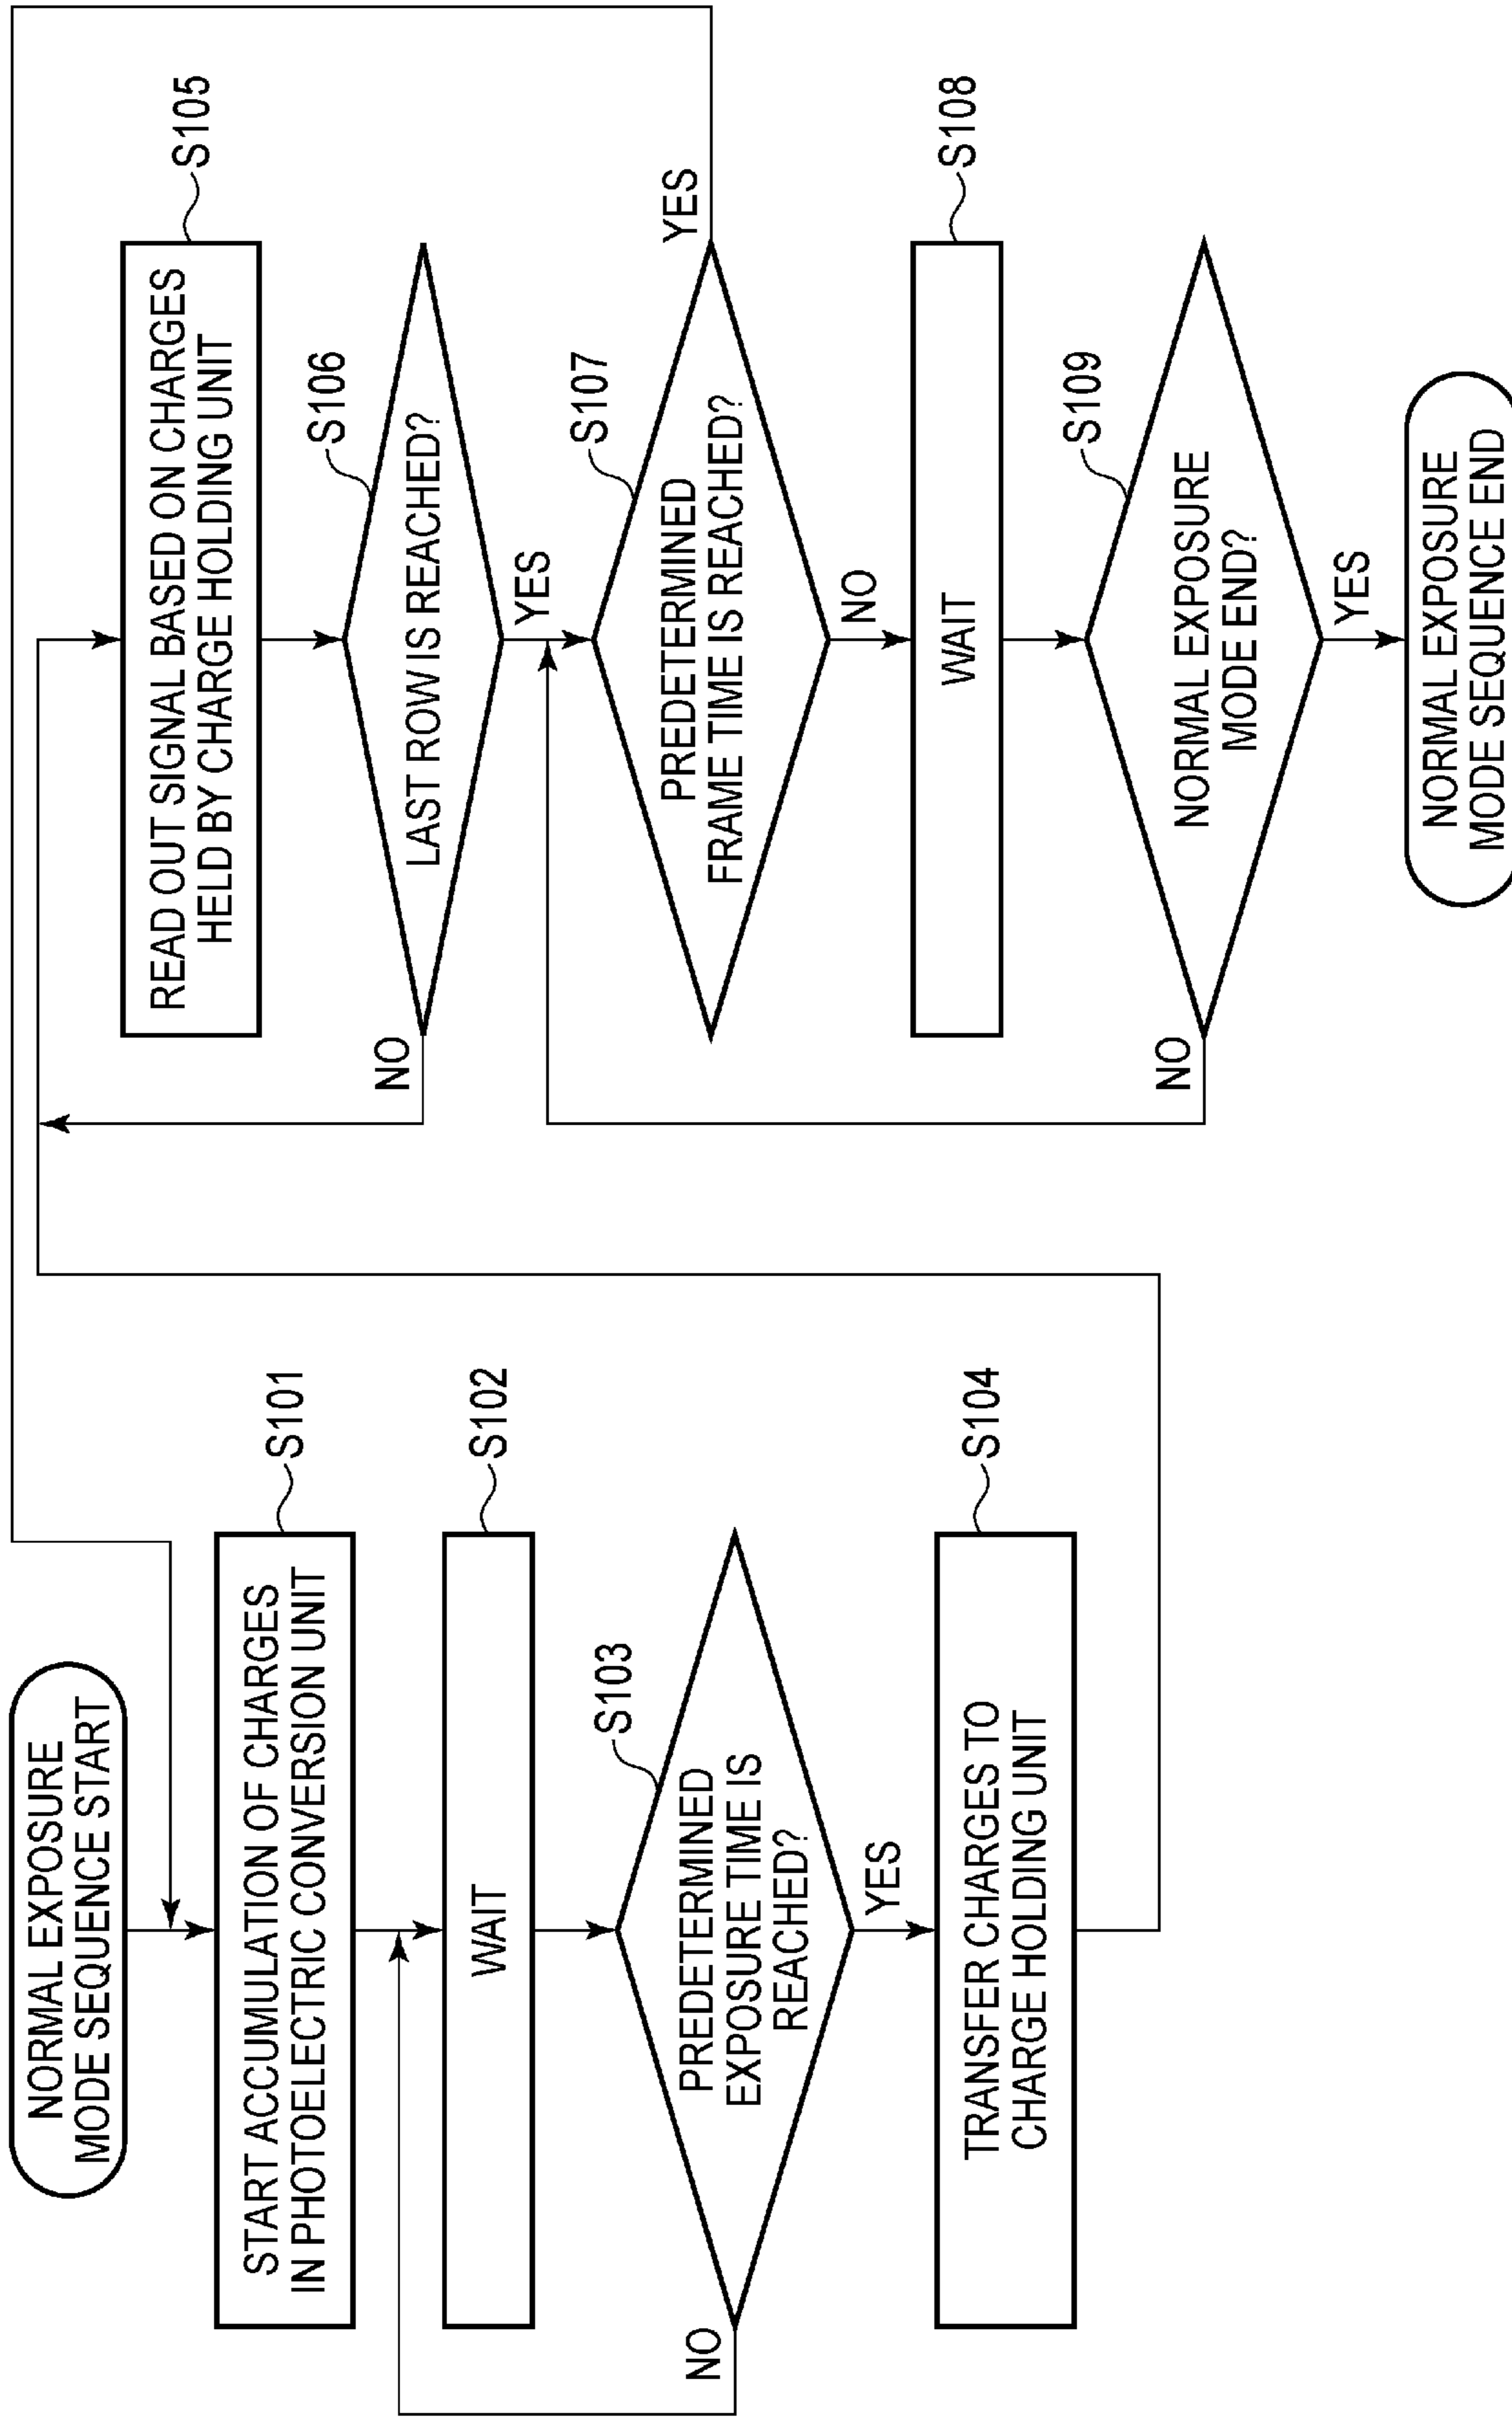 NORMAL EXPOSURE
MODE SEQUENCE START
START ACCUMULATION OF CHARGES
IN PHOTOELECTRIC CONVERSION UNIT
S101
WAIT
S102
PREDETERMINED
EXPOSURE TIME IS
REACHED?
S103
NO
YES
TRANSFER CHARGES TO
CHARGE HOLDING UNIT
S104
READ OUT SIGNAL BASED ON CHARGES
HELD BY CHARGE HOLDING UNIT
S105
LAST ROW IS REACHED?
S106
NO
YES
PREDETERMINED
FRAME TIME IS REACHED?
S107
YES
NO
WAIT
S108
NORMAL EXPOSURE
MODE END?
S109
NO
YES
NORMAL EXPOSURE
MODE SEQUENCE END